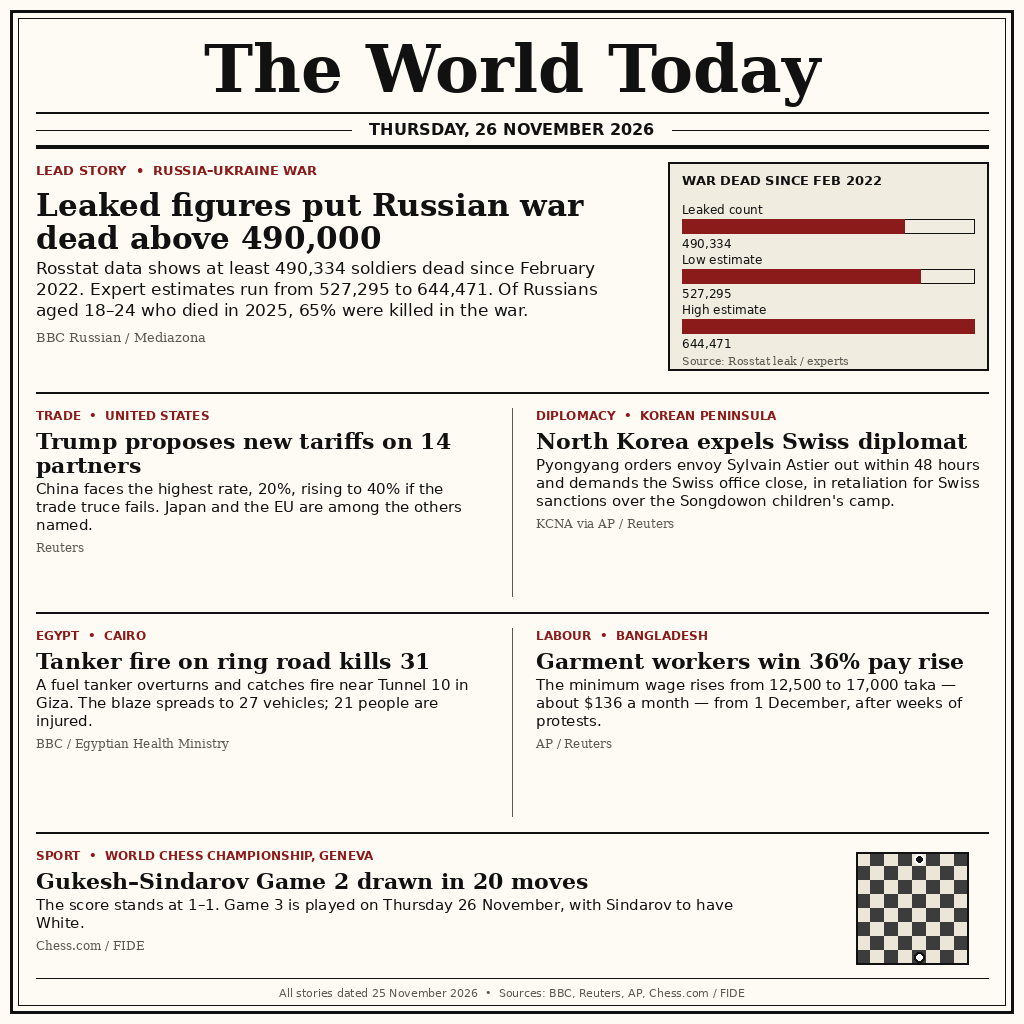 The World Today
THURSDAY, 26 NOVEMBER 2026
LEAD STORY • RUSSIA–UKRAINE WAR
Leaked figures put Russian war
dead above 490,000
Rosstat data shows at least 490,334 soldiers dead since February
2022. Expert estimates run from 527,295 to 644,471. Of Russians
aged 18–24 who died in 2025, 65% were killed in the war.
BBC Russian / Mediazona
WAR DEAD SINCE FEB 2022
Leaked count
490,334
Low estimate
527,295
High estimate
644,471
Source: Rosstat leak / experts
TRADE • UNITED STATES
Trump proposes new tariffs on 14
partners
China faces the highest rate, 20%, rising to 40% if the
trade truce fails. Japan and the EU are among the others
named.
Reuters
DIPLOMACY • KOREAN PENINSULA
North Korea expels Swiss diplomat
Pyongyang orders envoy Sylvain Astier out within 48 hours
and demands the Swiss office close, in retaliation for Swiss
sanctions over the Songdowon children's camp.
KCNA via AP / Reuters
EGYPT • CAIRO
Tanker fire on ring road kills 31
A fuel tanker overturns and catches fire near Tunnel 10 in
Giza. The blaze spreads to 27 vehicles; 21 people are
injured.
BBC / Egyptian Health Ministry
LABOUR • BANGLADESH
Garment workers win 36% pay rise
The minimum wage rises from 12,500 to 17,000 taka —
about $136 a month — from 1 December, after weeks of
protests.
AP / Reuters
SPORT • WORLD CHESS CHAMPIONSHIP, GENEVA
Gukesh–Sindarov Game 2 drawn in 20 moves
The score stands at 1–1. Game 3 is played on Thursday 26 November, with Sindarov to have
White.
Chess.com / FIDE
All stories dated 25 November 2026 • Sources: BBC, Reuters, AP, Chess.com / FIDE